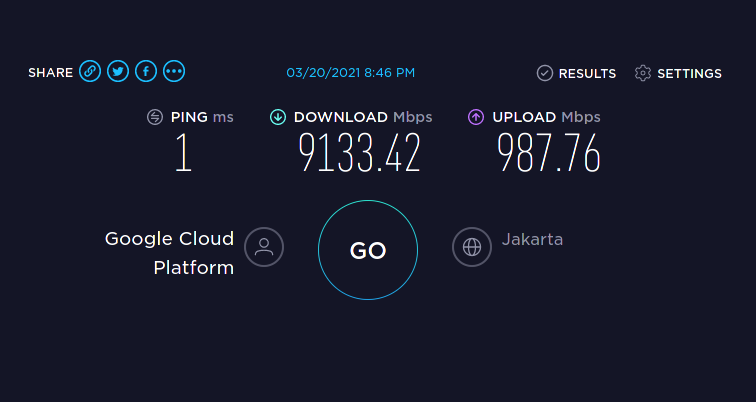 SHARE 03/20/2021 8:46 PM RESULTS SETTINGS
PING ms DOWNLOAD Mbps UPLOAD Mbps
1 9133.42 987.76
Google Cloud
Platform
GO
Jakarta